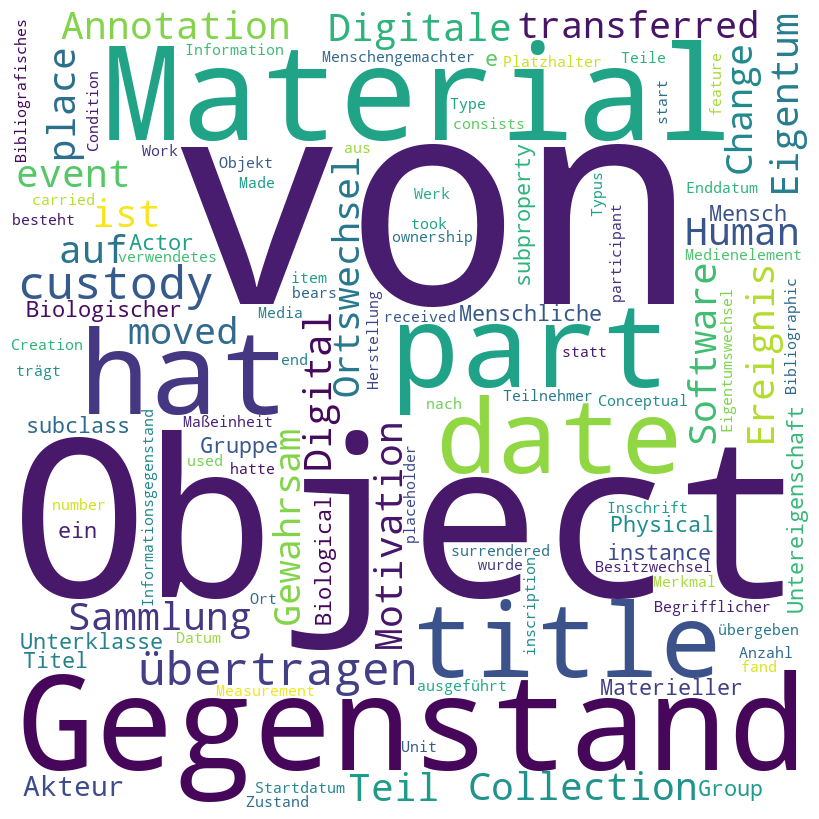 Annotation
Digitale
transferred
Information
Menschengemachter
e
Platzhalter
Teile
Bibliografisches
Condition
place
Material
Type
consists
start
feature
Change
Eigentum
Work
Objekt
aus
von
event
Made
Werk
Typus
Enddatum
carried
ist
besteht
took
ownership
subproperty
participant
Mensch
Human
auf
Actor
verwendetes
Ortswechsel
Medienelement
custody
item
bears
Biologischer
Media
received
Menschliche
Software
Eigentumswechsel
Ereignis
Bibliographic
moved
Creation
hat
end
Herstellung
part
statt
trägt
Digital
nach
Teilnehmer
Conceptual
subclass
Maßeinheit
date
Untereigenschaft
Gruppe
Informationsgegenstand
used
hatte
Gewahrsam
Motivation
placeholder
Object
number
ein
Biological
Inschrift
Physical
surrendered
wurde
instance
Besitzwechsel
inscription
Merkmal
Ort
Sammlung
title
Begrifflicher
Unterklasse
Datum
übergeben
Titel
übertragen
Anzahl
fand
Measurement
ausgeführt
Materieller
Gegenstand
Unit
Akteur
Startdatum
Zustand
Teil
Collection
Group